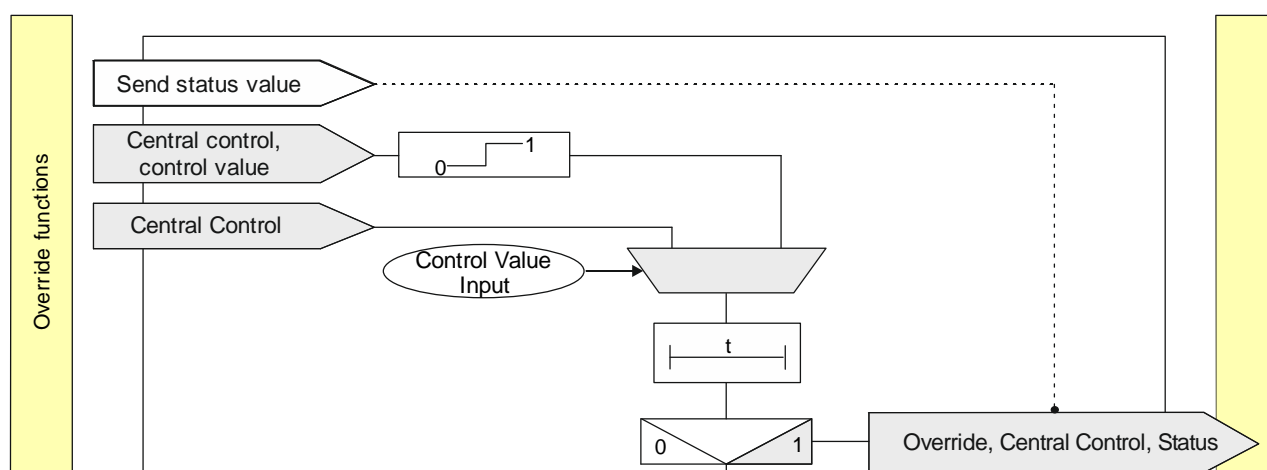 Override functions
Send status value
Central control,
control value
0 1
Central Control
Control Value
Input
t
0 1
Override, Central Control, Status